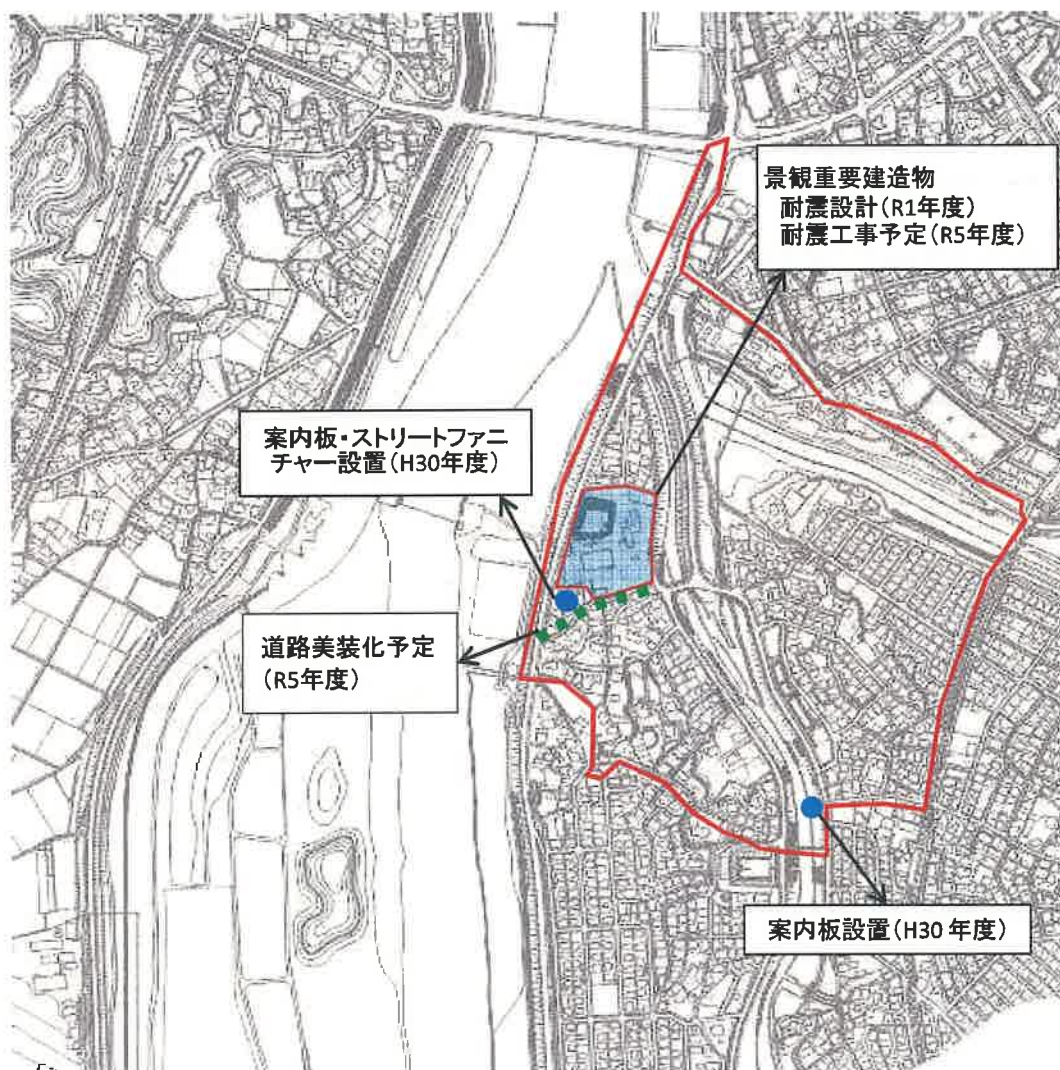 景観重要建造物
耐震設計(R1年度)
耐震工事予定(R5年度)
案内板・ストリートファニ
チャー設置(H30年度)
道路美装化予定
(R5年度)
案内板設置(H30 年度)